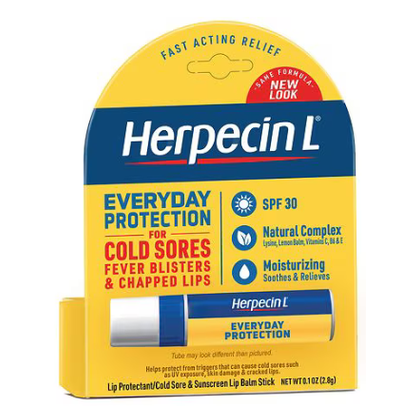 FAST ACTING RELIEF
SAME FORMULA
NEW
LOOK
Herpecin L®
EVERYDAY
PROTECTION
FOR
COLD SORES
FEVER BLISTERS
& CHAPPED LIPS
SPF 30
Natural Complex
Lysine, Lemon Balm, Vitamins C, B6 & E
Moisturizing
Soothes & Relieves
Herpecin L
EVERYDAY
PROTECTION
Tube may look different than pictured.
Helps protect from triggers that can cause cold sores such
as UV exposure, skin damage & cracked lips.
Lip Protectant/Cold Sore & Sunscreen Lip Balm Stick NET WT 0.1 OZ (2.8g)